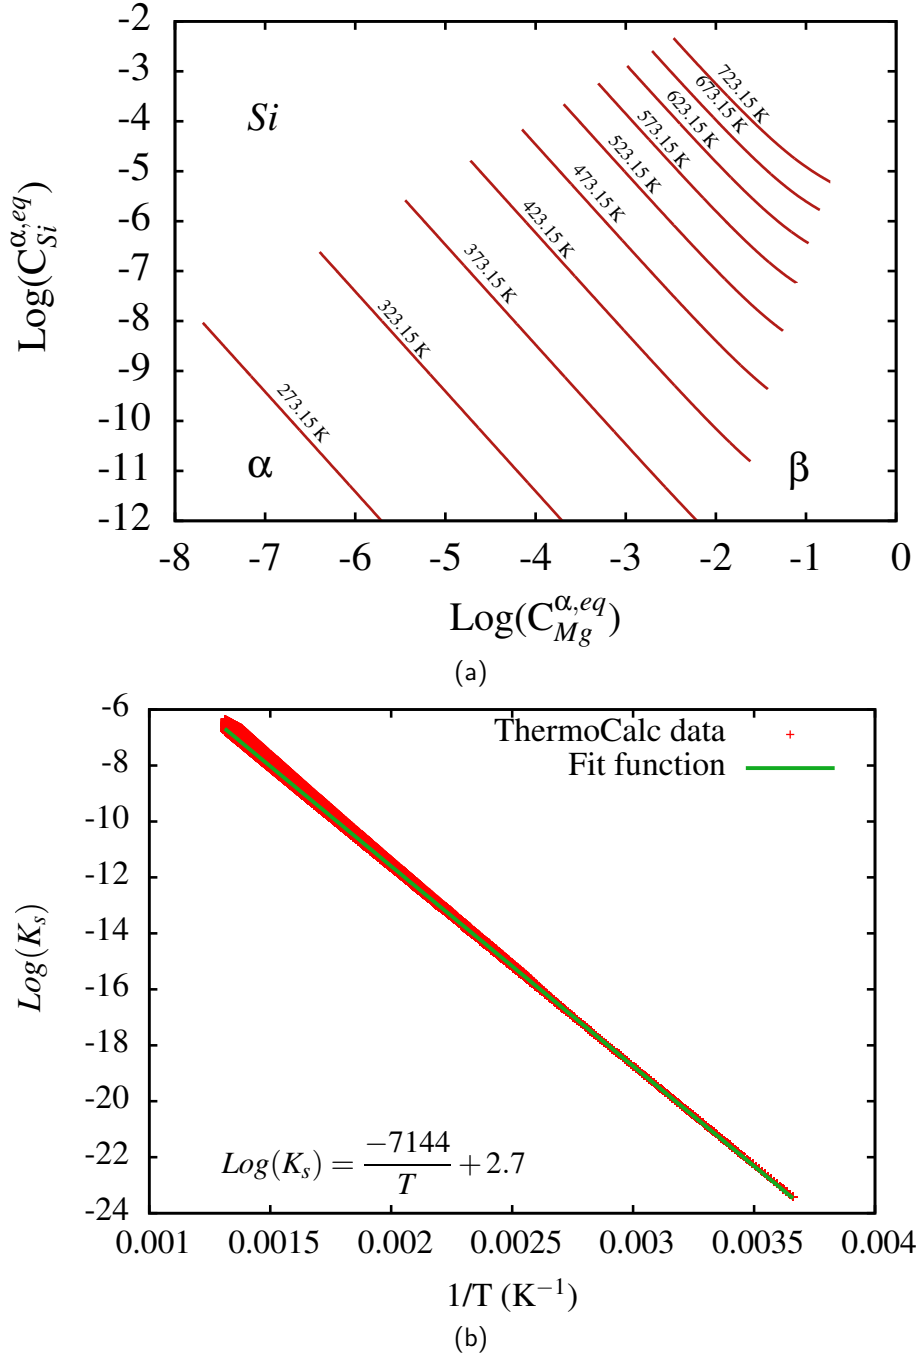 -2
-3
-4
-5
-6
-7
-8
-9
-10
-11
-12
-8 -7 -6 -5 -4 -3 -2 -1 0
Log(C_{Si}^{α,eq})
Log(C_{Mg}^{α,eq})
Si
α
β
273.15 K
323.15 K
373.15 K
423.15 K
473.15 K
523.15 K
573.15 K
623.15 K
673.15 K
723.15 K
(a)
-6
-8
-10
-12
-14
-16
-18
-20
-22
-24
0.001 0.0015 0.002 0.0025 0.003 0.0035 0.004
Log(K_s)
1/T (K^{-1})
ThermoCalc data
Fit function
Log(K_s) = \frac{-7144}{T} + 2.7
(b)